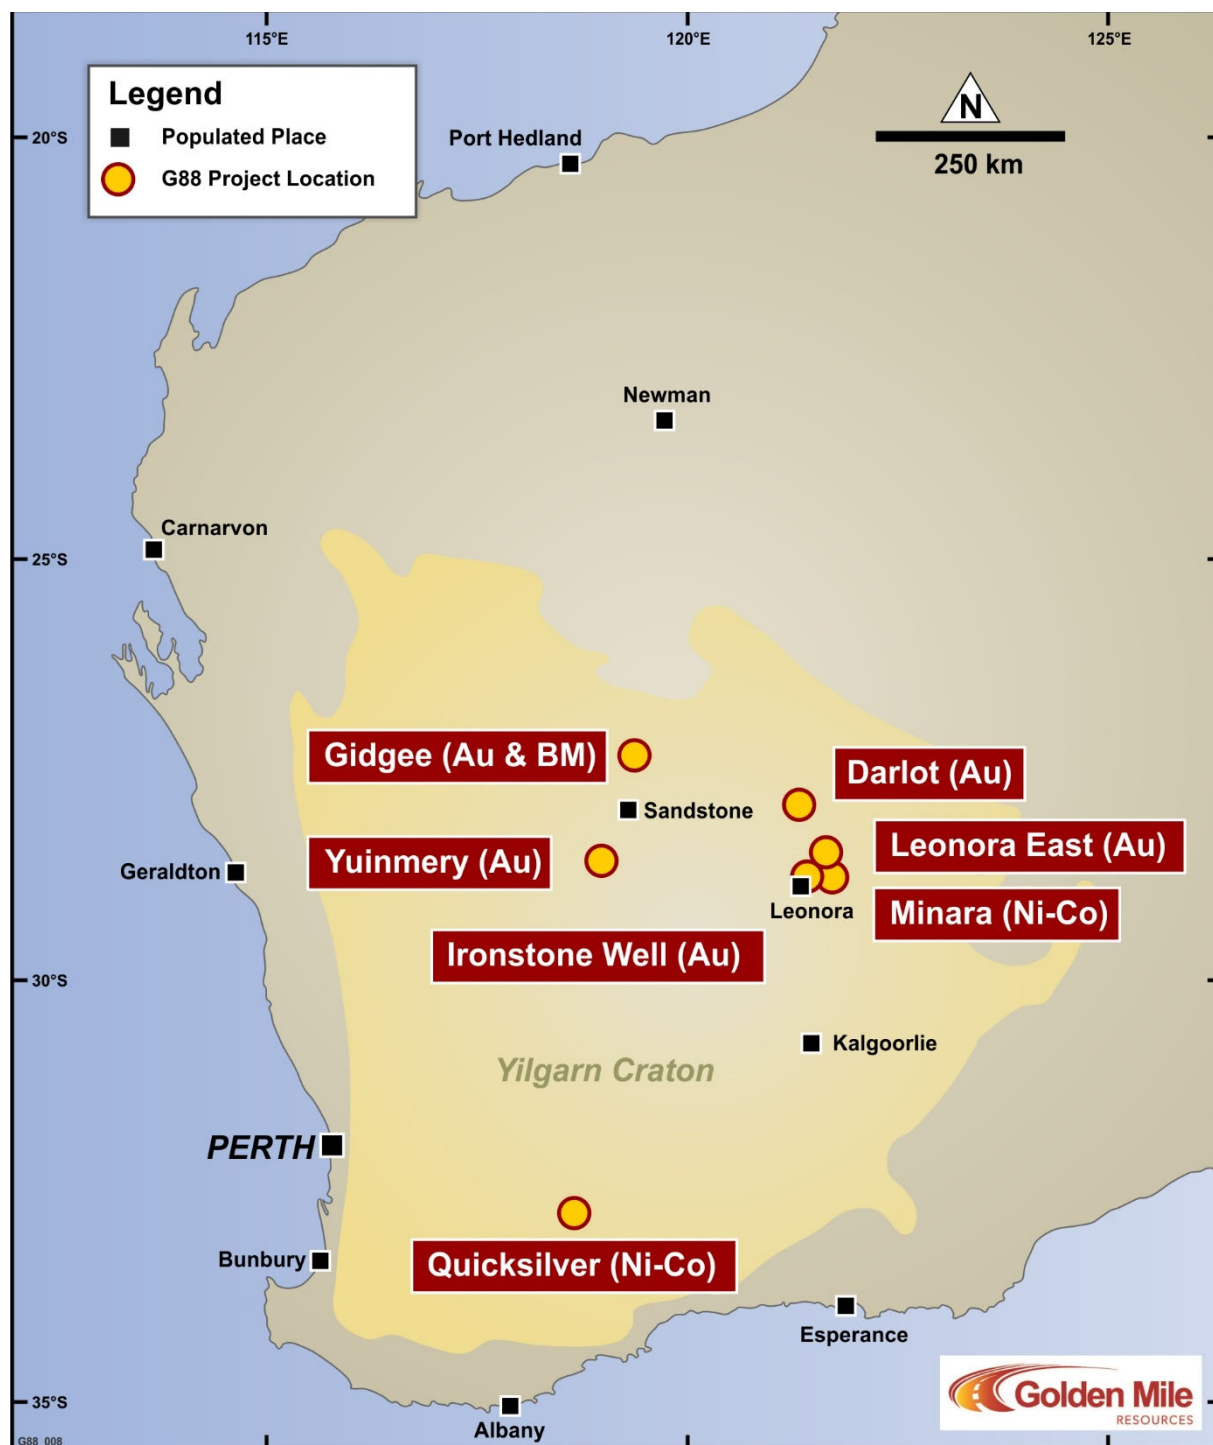 115°E
120°E
125°E
Legend
Populated Place
G88 Project Location
N
250 km
20°S
Port Hedland
Newman
Carnarvon
25°S
Gidgee (Au & BM)
Darlot (Au)
Sandstone
Leonora East (Au)
Yuinmery (Au)
Geraldton
Leonora
Minara (Ni-Co)
Ironstone Well (Au)
30°S
Kalgoorlie
Yilgarn Craton
PERTH
Bunbury
Quicksilver (Ni-Co)
Esperance
Golden Mile
RESOURCES
35°S
Albany
G88_008